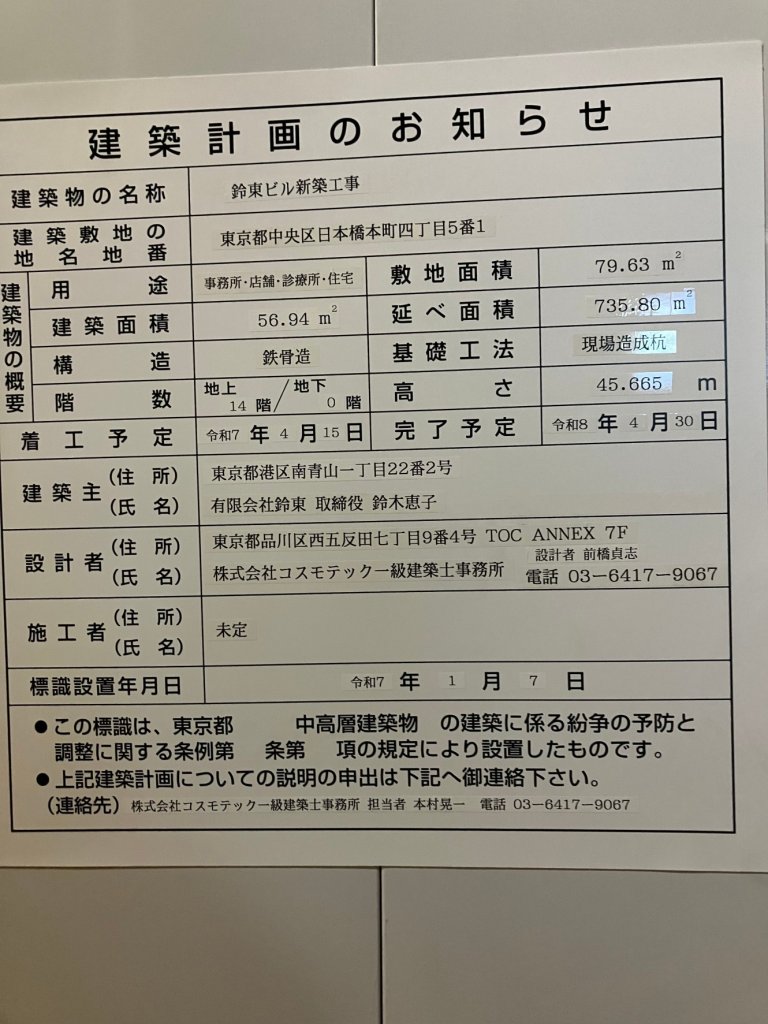 建築計画のお知らせ
建築物の名称 鈴東ビル新築工事
建築敷地の地名地番 東京都中央区日本橋本町四丁目5番1
建築物の概要
用途 事務所・店舗・診療所・住宅 敷地面積 79.63 m²
建築面積 56.94 m² 延べ面積 735.80 m²
構造 鉄骨造 基礎工法 現場造成杭
階数 地上14階/地下0階 高さ 45.665 m
着工予定 令和7年4月15日 完了予定 令和8年4月30日
建築主 (住所) 東京都港区南青山一丁目22番2号
(氏名) 有限会社鈴東 取締役 鈴木恵子
設計者 (住所) 東京都品川区西五反田七丁目9番4号 TOC ANNEX 7F
設計者 前橋貞志
(氏名) 株式会社コスモテック一級建築士事務所 電話 03-6417-9067
施工者 (住所) (氏名) 未定
標識設置年月日 令和7年1月7日
●この標識は、東京都 中高層建築物 の建築に係る紛争の予防と
調整に関する条例第 条第 項の規定により設置したものです。
●上記建築計画についての説明の申出は下記へ御連絡下さい。
(連絡先) 株式会社コスモテック一級建築士事務所 担当者 本村晃一 電話 03-6417-9067